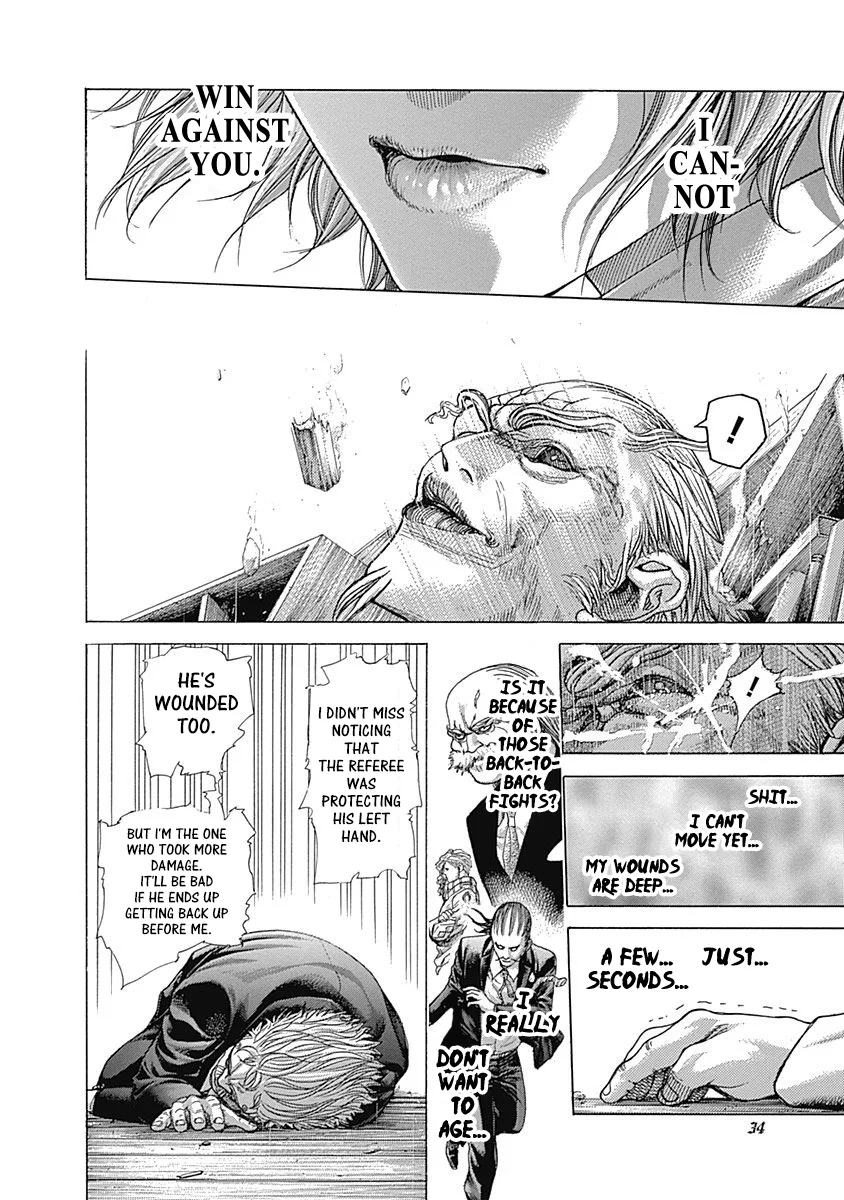 I
CAN-
NOT
WIN
AGAINST
YOU.
!
!
SHIT...
I CAN'T
MOVE YET...
MY WOUNDS
ARE DEEP...
JUST...
A FEW...
SECONDS...
IS IT
BECAUSE
OF
THOSE
BACK-TO-
BACK
FIGHTS?
I
REALLY
DON'T
WANT
TO
AGE...
I DIDN'T MISS
NOTICING
THAT
THE REFEREE
WAS
PROTECTING
HIS LEFT
HAND.
HE'S
WOUNDED
TOO.
BUT I'M THE ONE
WHO TOOK MORE
DAMAGE.
IT'LL BE BAD
IF HE ENDS UP
GETTING BACK UP
BEFORE ME.
34